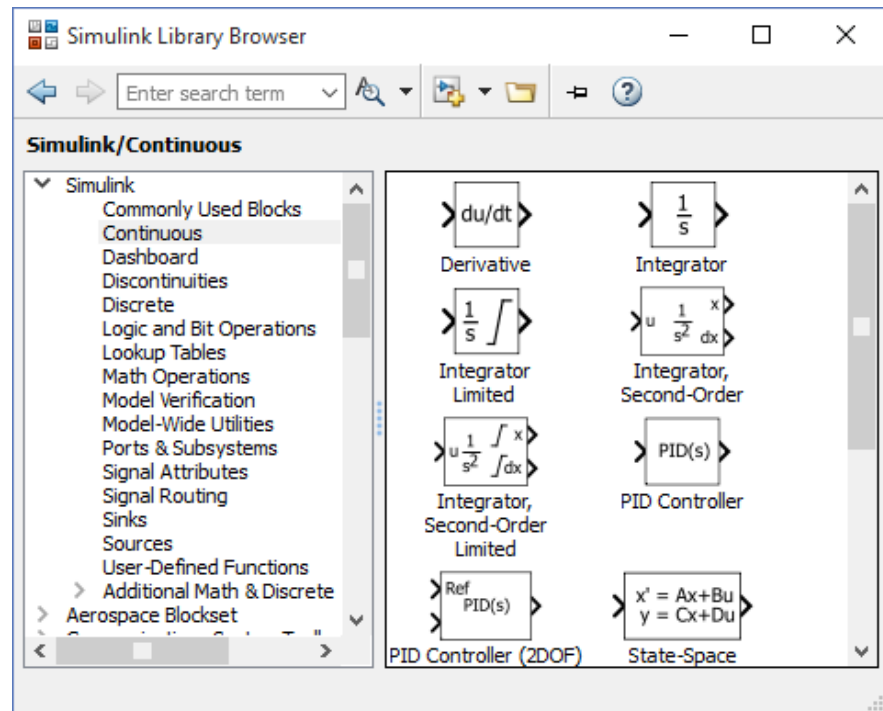 Simulink Library Browser
Enter search term
Simulink/Continuous
Simulink
Commonly Used Blocks
Continuous
Dashboard
Discontinuities
Discrete
Logic and Bit Operations
Lookup Tables
Math Operations
Model Verification
Model-Wide Utilities
Ports & Subsystems
Signal Attributes
Signal Routing
Sinks
Sources
User-Defined Functions
Additional Math & Discrete
Aerospace Blockset
du/dt
Derivative
1
s
Integrator
1
s
Integrator
Limited
u 1 x
s2 dx
Integrator,
Second-Order
u 1 x
s2 dx
Integrator,
Second-Order
Limited
PID(s)
PID Controller
Ref
PID(s)
PID Controller (2DOF)
x' = Ax+Bu
y = Cx+Du
State-Space